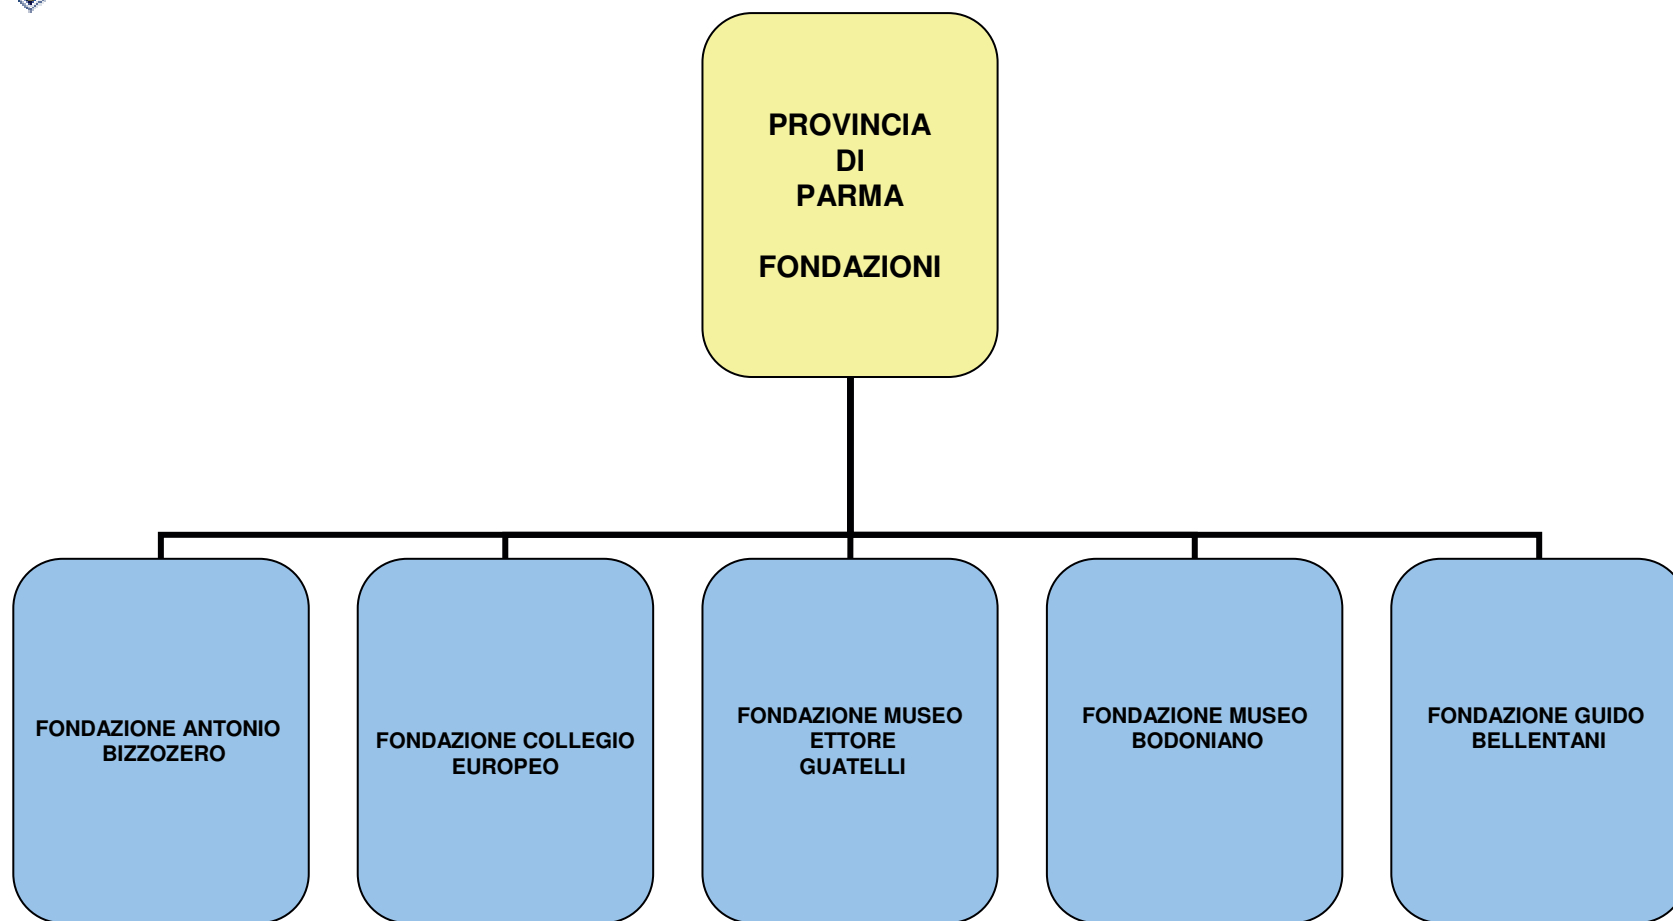 PROVINCIA
DI
PARMA
FONDAZIONI
FONDAZIONE ANTONIO
BIZZOZERO
FONDAZIONE COLLEGIO
EUROPEO
FONDAZIONE MUSEO
ETTORE
GUATELLI
FONDAZIONE MUSEO
BODONIANO
FONDAZIONE GUIDO
BELLENTANI